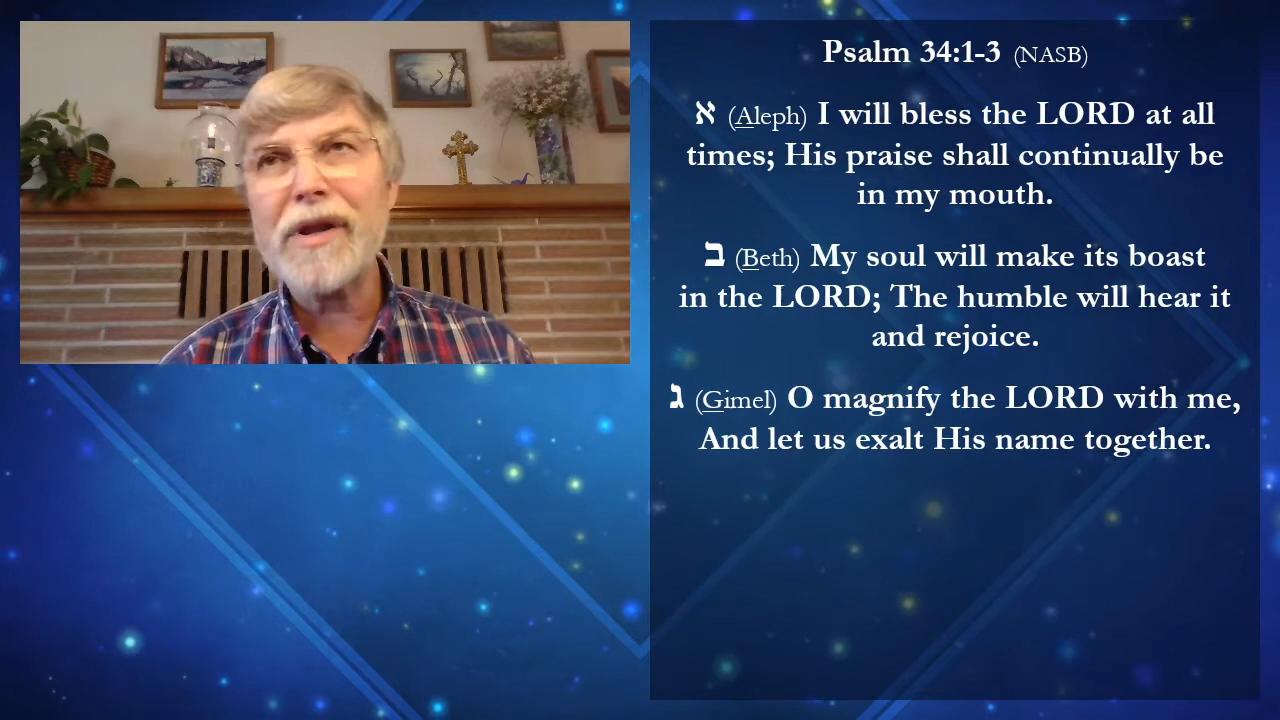 Psalm 34:1-3 (NASB)
א (Aleph) I will bless the LORD at all
times; His praise shall continually be
in my mouth.
ב (Beth) My soul will make its boast
in the LORD; The humble will hear it
and rejoice.
ג (Gimel) O magnify the LORD with me,
And let us exalt His name together.